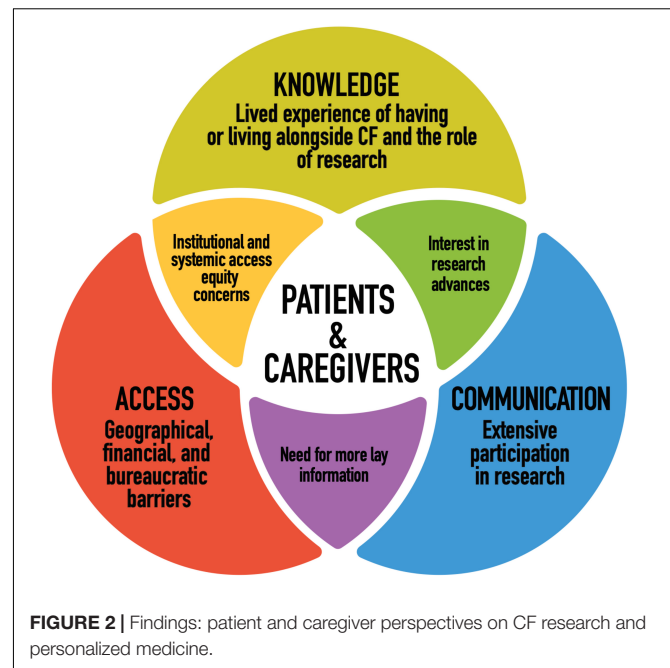 KNOWLEDGE
Lived experience of having
or living alongside CF and the role
of research
Institutional and
systemic access
equity
concerns
Interest in
research
advances
PATIENTS
&
CAREGIVERS
ACCESS
Geographical,
financial, and
bureaucratic
barriers
COMMUNICATION
Extensive
participation
in research
Need for more lay
information
FIGURE 2 | Findings: patient and caregiver perspectives on CF research and
personalized medicine.